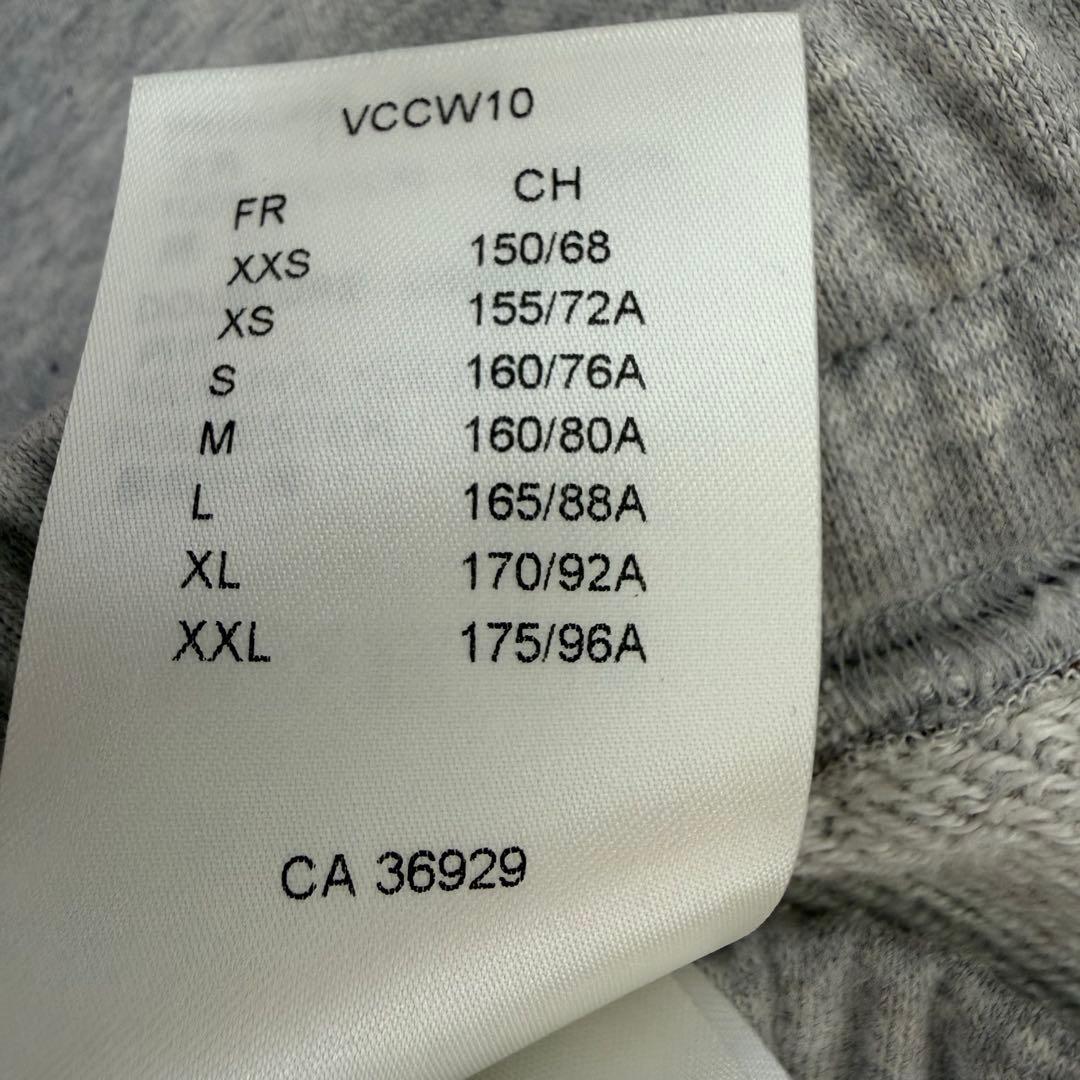 VCCW10
FR CH
XXS 150/68
XS 155/72A
S 160/76A
M 160/80A
L 165/88A
XL 170/92A
XXL 175/96A
CA 36929